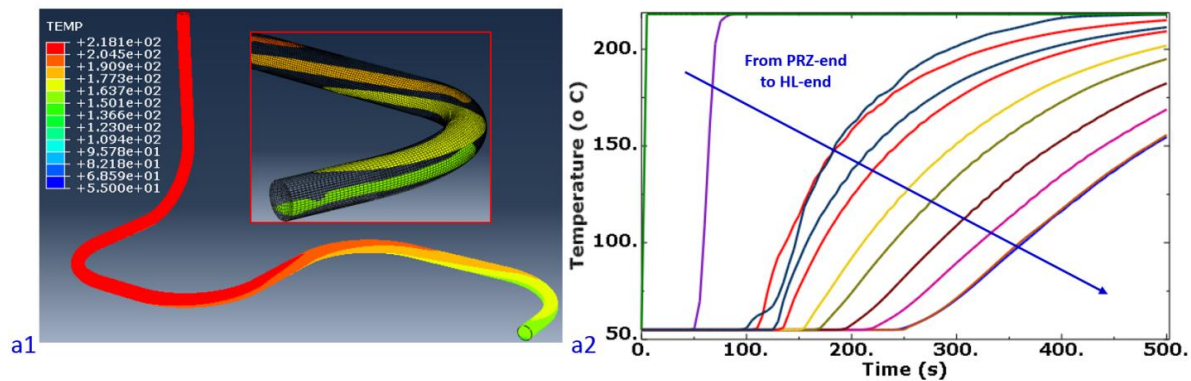 TEMP
+2.181e+02
+2.045e+02
+1.909e+02
+1.773e+02
+1.637e+02
+1.501e+02
+1.366e+02
+1.230e+02
+1.094e+02
+9.578e+01
+8.218e+01
+6.859e+01
+5.500e+01
a1
Temperature (o C)
200.
150.
100.
50.
From PRZ-end
to HL-end
0.
100.
200.
300.
400.
500.
Time (s)
a2